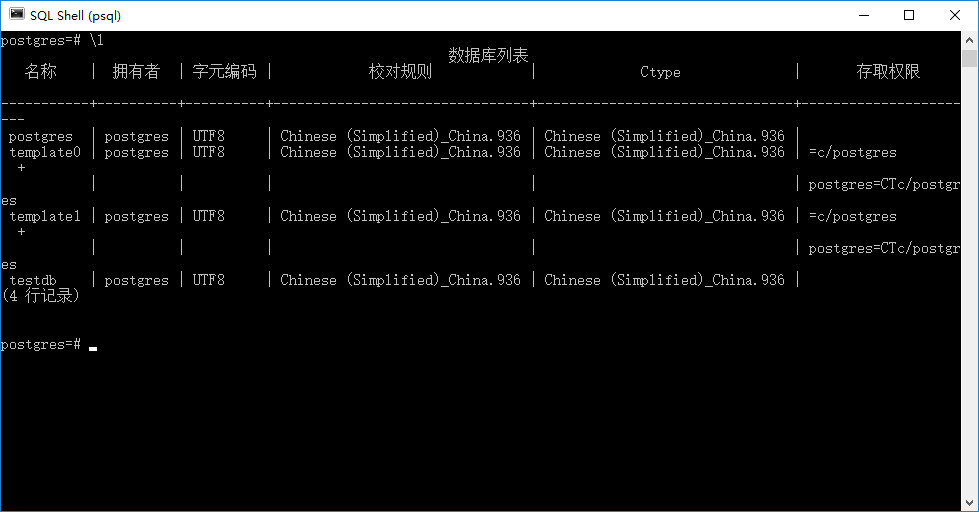 SQL Shell (psql)
postgres=# \l
数据库列表
名称 | 拥有者 | 字元编码 | 校对规则 | Ctype | 存取权限
-----------+----------+----------+--------------------------------+--------------------------------+--------------------
---
postgres | postgres | UTF8 | Chinese (Simplified)_China.936 | Chinese (Simplified)_China.936 |
template0 | postgres | UTF8 | Chinese (Simplified)_China.936 | Chinese (Simplified)_China.936 | =c/postgres
+
| | | | | postgres=CTc/postgr
es
template1 | postgres | UTF8 | Chinese (Simplified)_China.936 | Chinese (Simplified)_China.936 | =c/postgres
+
| | | | | postgres=CTc/postgr
es
testdb | postgres | UTF8 | Chinese (Simplified)_China.936 | Chinese (Simplified)_China.936 |
(4 行记录)
postgres=#